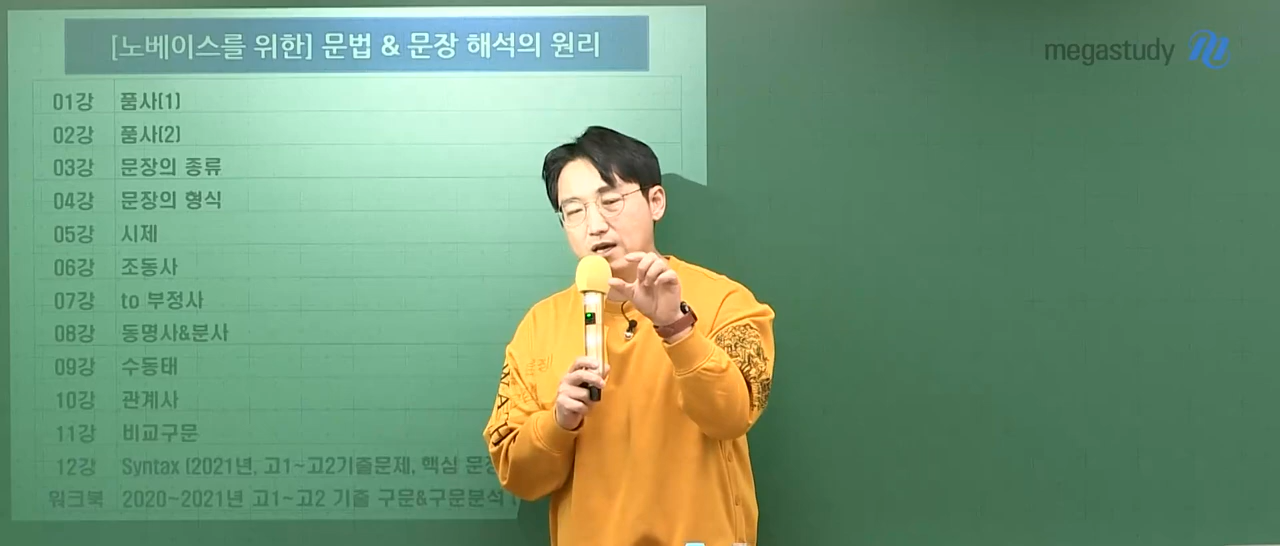 [노베이스를 위한] 문법 & 문장 해석의 원리
megastudy
01강 품사(1)
02강 품사(2)
03강 문장의 종류
04강 문장의 형식
05강 시제
06강 조동사
07강 to 부정사
08강 동명사&분사
09강 수동태
10강 관계사
11강 비교구문
12강 Syntax (2021년, 고1~고2기출문제, 핵심
워크북 2020~2021년 고1~고2 기출 구문&구문분석